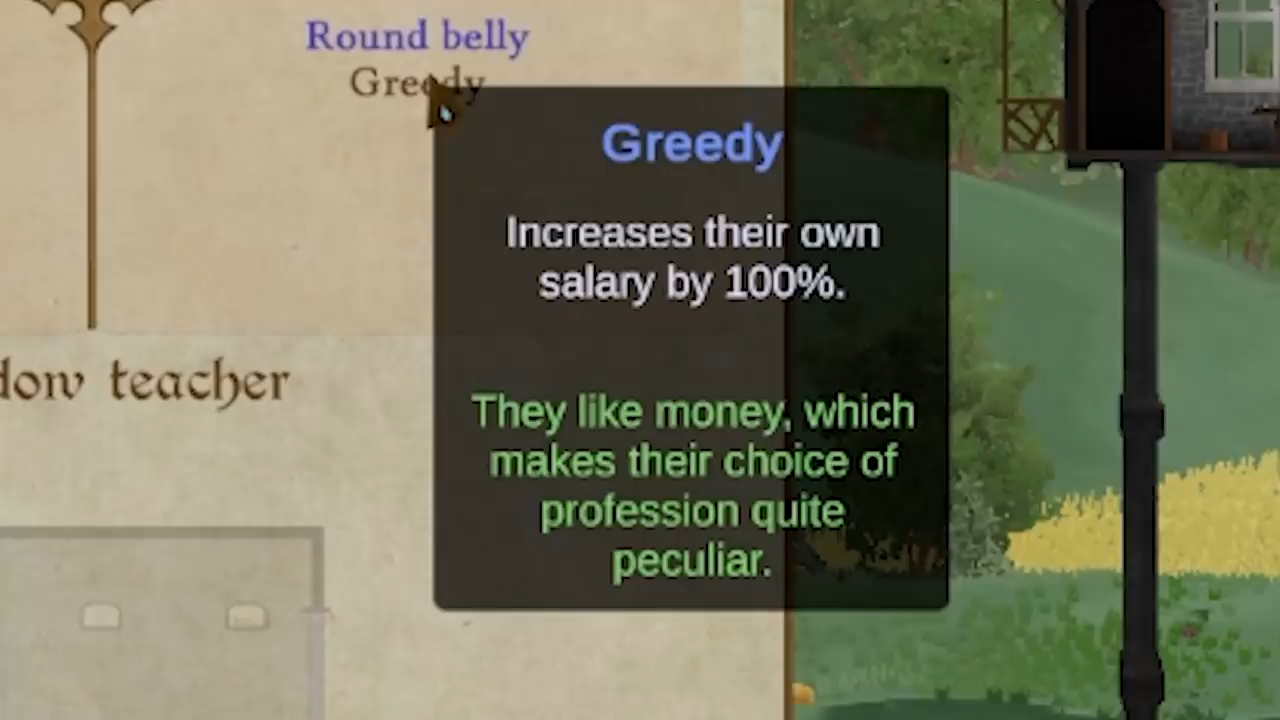 Round belly
Greedy
Greedy
Increases their own
salary by 100%.
They like money, which
makes their choice of
profession quite
peculiar.
teacher